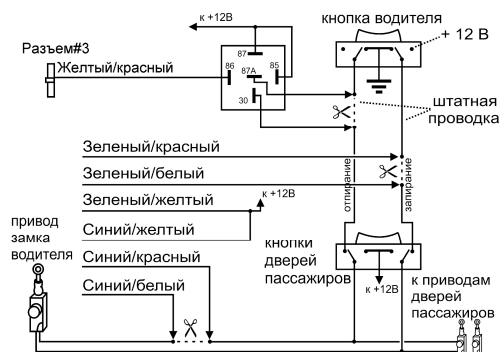 к +12В
кнопка водителя
+ 12 В
Разъем#3
Желтый/красный
87
86
87А
85
30
штатная
проводка
Зеленый/красный
Зеленый/белый
Зеленый/желтый
к +12В
Синий/желтый
отпирание
запирание
привод
замка
водителя
Синий/красный
Синий/белый
кнопки
дверей
пассажиров
к +12В
к приводам
дверей
пассажиров